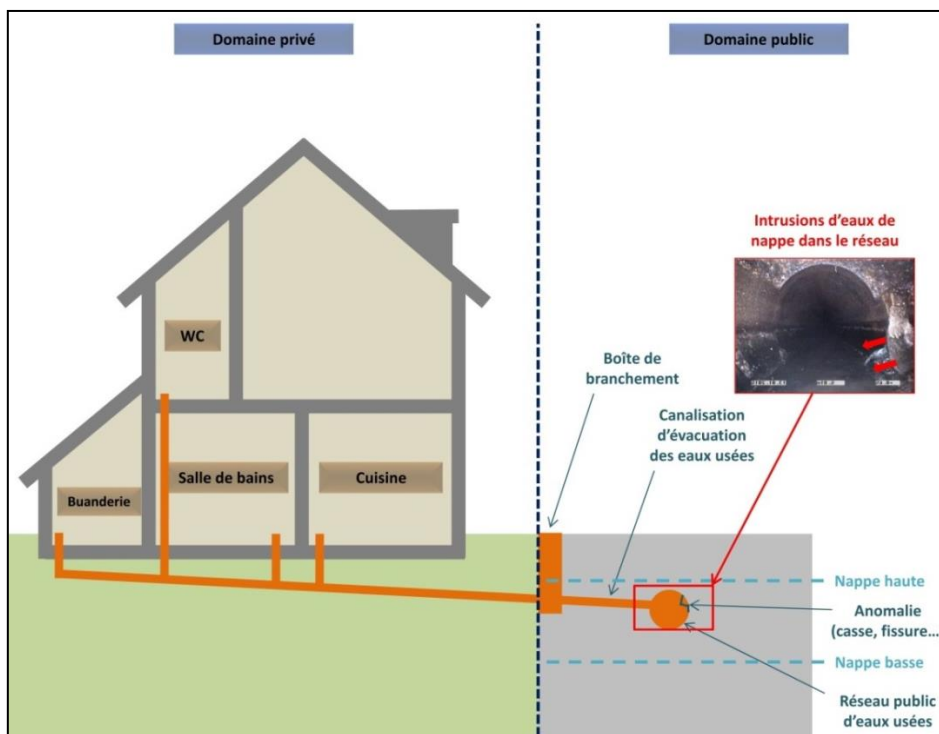 Domaine privé
Domaine public
Intrusions d'eaux de
nappe dans le réseau
WC
Boîte de
branchement
Canalisation
d'évacuation
des eaux usées
Salle de bains
Cuisine
Buanderie
Nappe haute
Anomalie
(casse, fissure…
Nappe basse
Réseau public
d'eaux usées